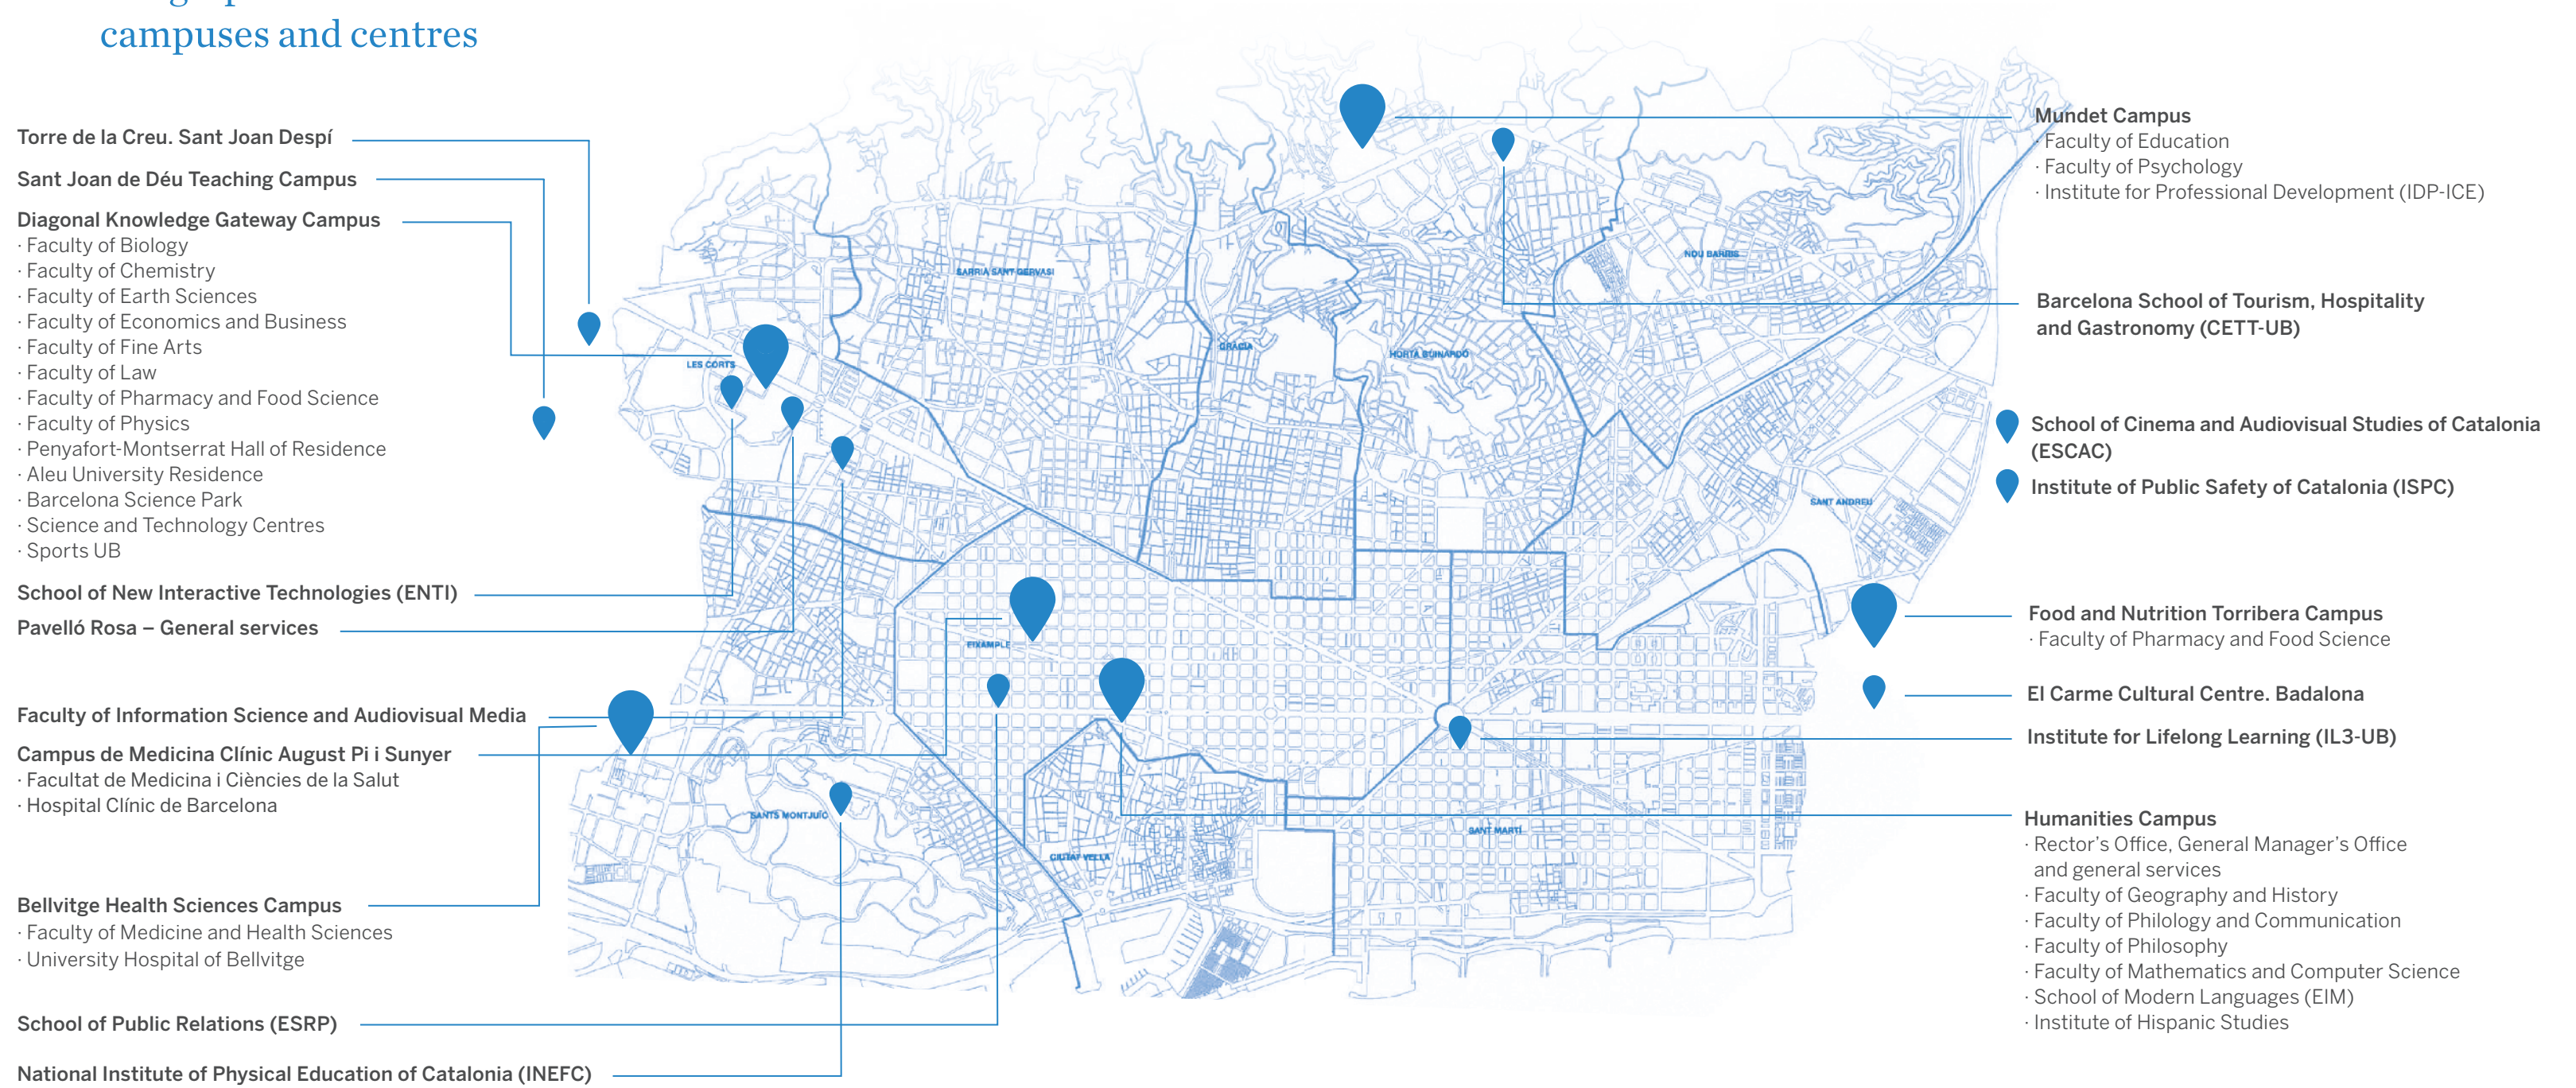 campuses and centres
Torre de la Creu. Sant Joan Despí
Sant Joan de Déu Teaching Campus
Diagonal Knowledge Gateway Campus
· Faculty of Biology
· Faculty of Chemistry
· Faculty of Earth Sciences
· Faculty of Economics and Business
· Faculty of Fine Arts
· Faculty of Law
· Faculty of Pharmacy and Food Science
· Faculty of Physics
· Penyafort-Montserrat Hall of Residence
· Aleu University Residence
· Barcelona Science Park
· Science and Technology Centres
· Sports UB
School of New Interactive Technologies (ENTI)
Pavelló Rosa – General services
Faculty of Information Science and Audiovisual Media
Campus de Medicina Clínic August Pi i Sunyer
· Facultat de Medicina i Ciències de la Salut
· Hospital Clínic de Barcelona
Bellvitge Health Sciences Campus
· Faculty of Medicine and Health Sciences
· University Hospital of Bellvitge
School of Public Relations (ESRP)
National Institute of Physical Education of Catalonia (INEFC)
SARRIÀ SANT GERVASI
NOU BARRIS
GRÀCIA
HORTA GUINARDÓ
LES CORTS
SANT ANDREU
EIXAMPLE
SANTS MONTJUÏC
SANT MARTÍ
CIUTAT VELLA
Mundet Campus
· Faculty of Education
· Faculty of Psychology
· Institute for Professional Development (IDP-ICE)
Barcelona School of Tourism, Hospitality
and Gastronomy (CETT-UB)
School of Cinema and Audiovisual Studies of Catalonia
(ESCAC)
Institute of Public Safety of Catalonia (ISPC)
Food and Nutrition Torribera Campus
· Faculty of Pharmacy and Food Science
El Carme Cultural Centre. Badalona
Institute for Lifelong Learning (IL3-UB)
Humanities Campus
· Rector's Office, General Manager's Office
and general services
· Faculty of Geography and History
· Faculty of Philology and Communication
· Faculty of Philosophy
· Faculty of Mathematics and Computer Science
· School of Modern Languages (EIM)
· Institute of Hispanic Studies